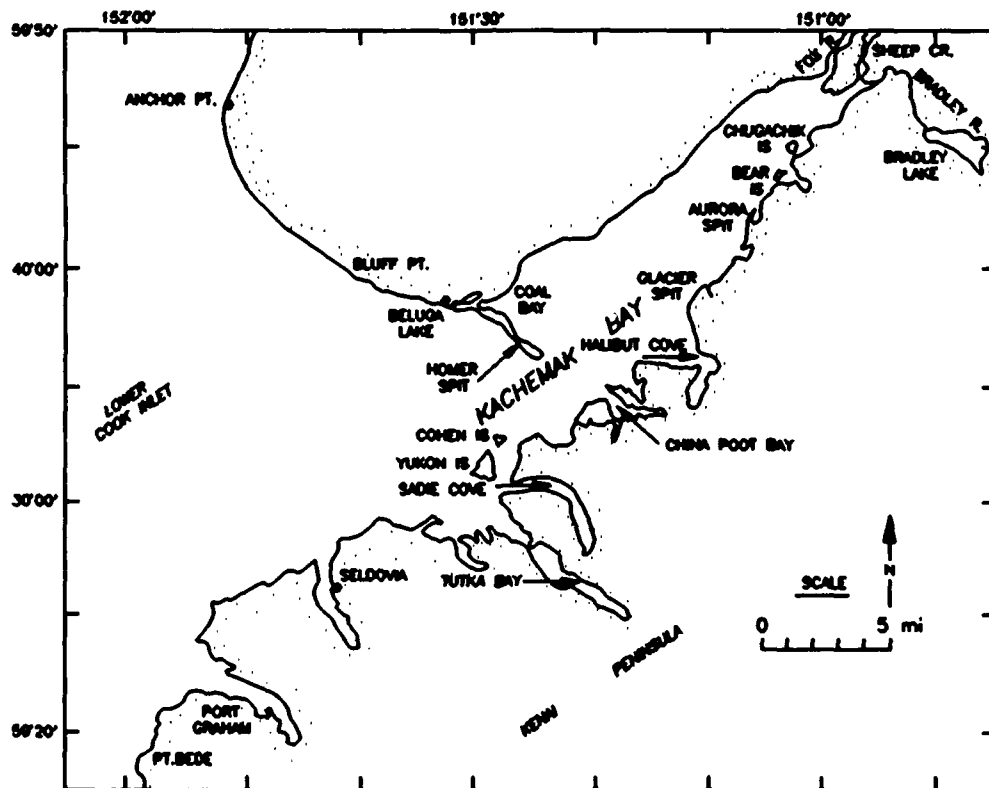 152°00'
151°30'
151°00'
59°50'
FOX
SHEEP CR.
BRADLEY R.
ANCHOR PT.
CHUGACHIK
IS
BRADLEY
LAKE
BEAR
IS
AURORA
SPIT
40°00'
BLUFF PT.
GLACIER
SPIT
COAL
BAY
BELUGA
LAKE
KACHEMAK BAY
HALIBUT COVE
HOMER
SPIT
LOWER
COOK INLET
COHEN IS
CHINA POOT BAY
YUKON IS
SADIE COVE
30°00'
SELDOVIA
TUTKA BAY
N
SCALE
0 5 mi
KENAI PENINSULA
PORT
GRAHAM
59°20'
PT. BEDE